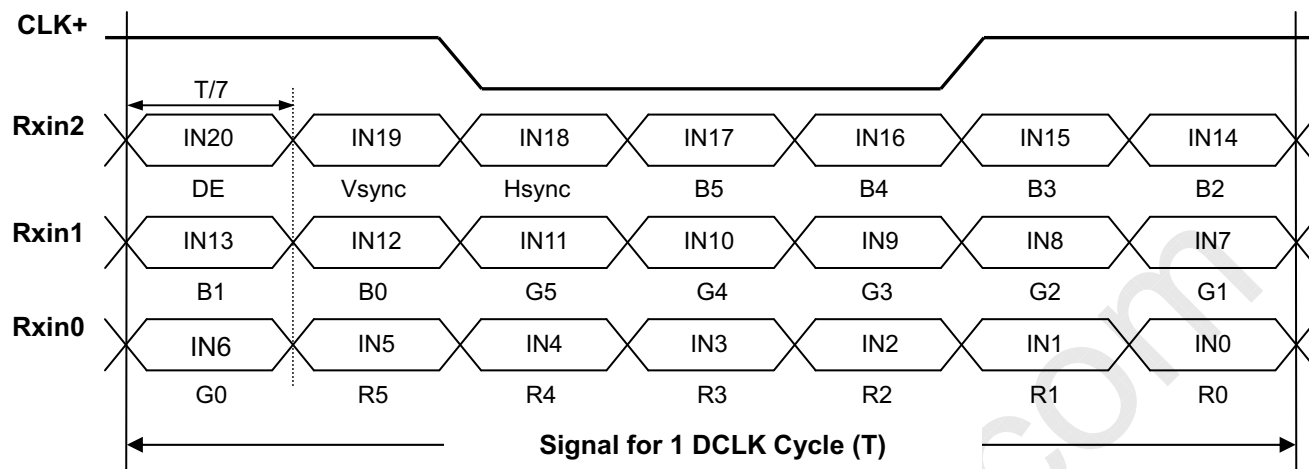 CLK+
T/7
Rxin2 IN20 IN19 IN18 IN17 IN16 IN15 IN14
DE Vsync Hsync B5 B4 B3 B2
Rxin1 IN13 IN12 IN11 IN10 IN9 IN8 IN7
B1 B0 G5 G4 G3 G2 G1
Rxin0 IN6 IN5 IN4 IN3 IN2 IN1 IN0
G0 R5 R4 R3 R2 R1 R0
Signal for 1 DCLK Cycle (T)
com